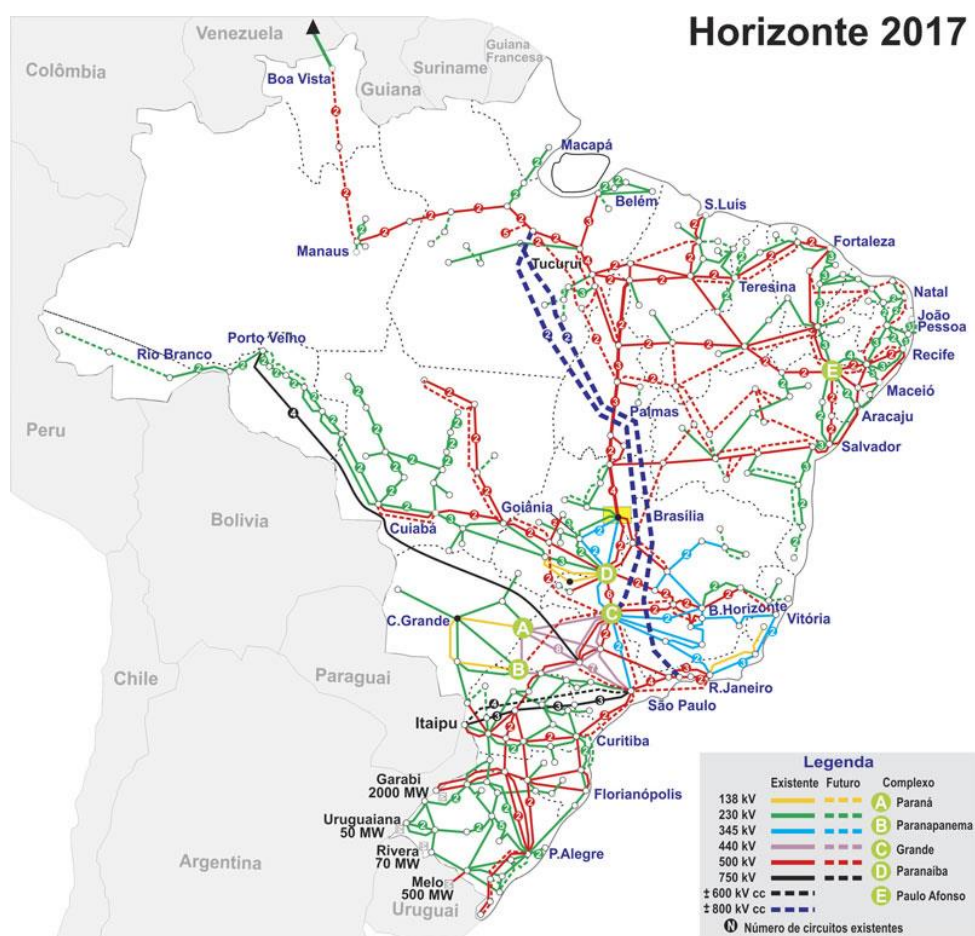 Horizonte 2017
Venezuela
Guiana
Francesa
Suriname
Colômbia
Boa Vista
Guiana
Macapá
Belém
S.Luís
Fortaleza
Manaus
Tucuruí
Teresina
Natal
João
Pessoa
Porto Velho
Rio Branco
Recife
E
Maceió
Peru
Palmas
Aracaju
Salvador
Goiânia
Brasília
Bolivia
Cuiabá
D
B.Horizonte
C
Vitória
C.Grande
A
Chile
Paraguai
B
R.Janeiro
São Paulo
Itaipu
Curitiba
Garabi
2000 MW
Florianópolis
Uruguaiana
50 MW
Rivera
70 MW
P.Alegre
Melo
500 MW
Argentina
Uruguai
Legenda
Existente Futuro Complexo
138 kV A Paraná
230 kV
345 kV B Paranapanema
440 kV C Grande
500 kV
750 kV D Paranaíba
±600 kV cc
±800 kV cc E Paulo Afonso
N Número de circuitos existentes